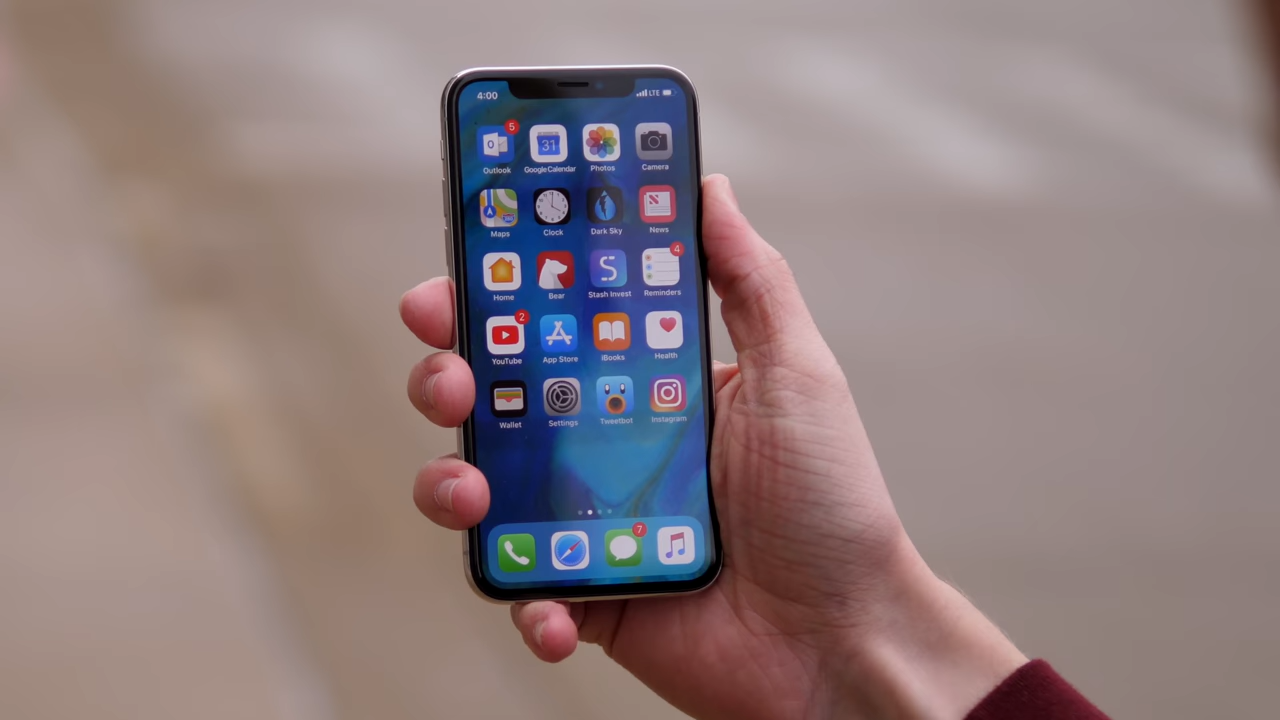 4:00 LTE
5
31
Outlook Google Calendar Photos Camera
Maps Clock Dark Sky News
4
Home Bear Stash Invest Reminders
2
YouTube App Store iBooks Health
Wallet Settings Tweetbot Instagram
7